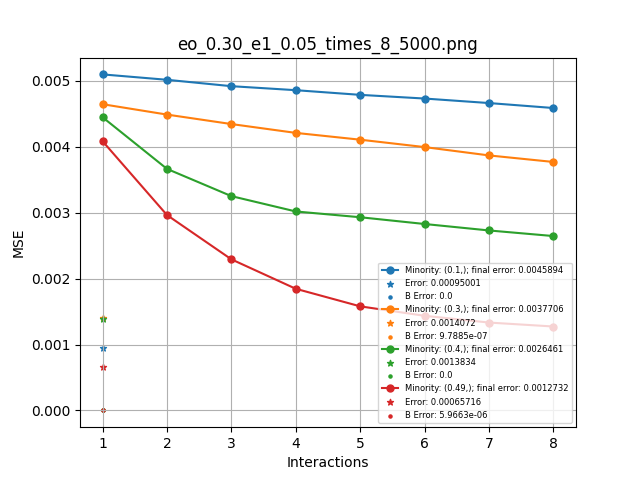 eo_0.30_e1_0.05_times_8_5000.png
0.005
0.004
0.003
0.002
0.001
0.000
MSE
Minority: (0.1,); final error: 0.0045894
Error: 0.00095001
B Error: 0.0
Minority: (0.3,); final error: 0.0037706
Error: 0.0014072
B Error: 9.7885e-07
Minority: (0.4,); final error: 0.0026461
Error: 0.0013834
B Error: 0.0
Minority: (0.49,); final error: 0.0012732
Error: 0.00065716
B Error: 5.9663e-06
1 2 3 4 5 6 7 8
Interactions